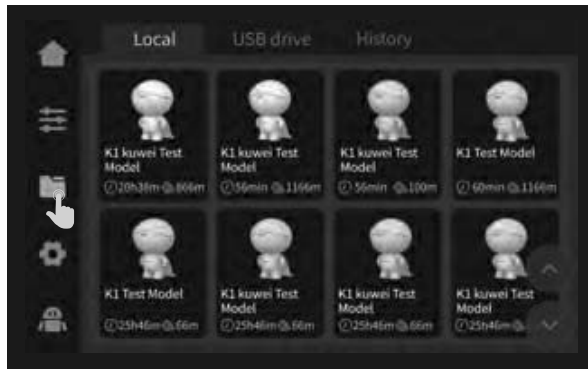 Local USB drive History
K1 kuwei Test Model
20h38m 866m
K1 kuwei Test Model
56min 1166m
K1 kuwei Test Model
56min 100m
K1 Test Model
60min 1166m
K1 Test Model
25h46m 66m
K1 kuwei Test Model
25h46m 66m
K1 kuwei Test Model
25h46m 66m
K1 kuwei Test Model
25h46m